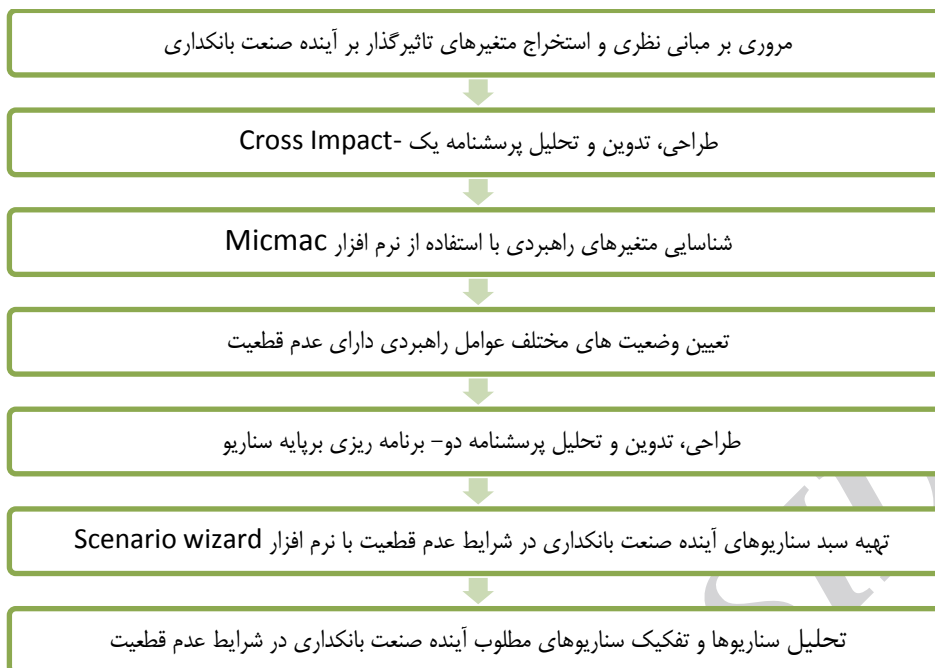 مروری بر مبانی نظری و استخراج متغیرهای تاثیرگذار بر آینده صنعت بانکداری
طراحی، تدوین و تحلیل پرسشنامه یک -Cross Impact
شناسایی متغیرهای راهبردی با استفاده از نرم افزار Micmac
تعیین وضعیت های مختلف عوامل راهبردی دارای عدم قطعیت
طراحی، تدوین و تحلیل پرسشنامه دو- برنامه ریزی برپایه سناریو
تهیه سبد سناریوهای آینده صنعت بانکداری در شرایط عدم قطعیت با نرم افزار Scenario wizard
تحلیل سناریوها و تفکیک سناریوهای مطلوب آینده صنعت بانکداری در شرایط عدم قطعیت